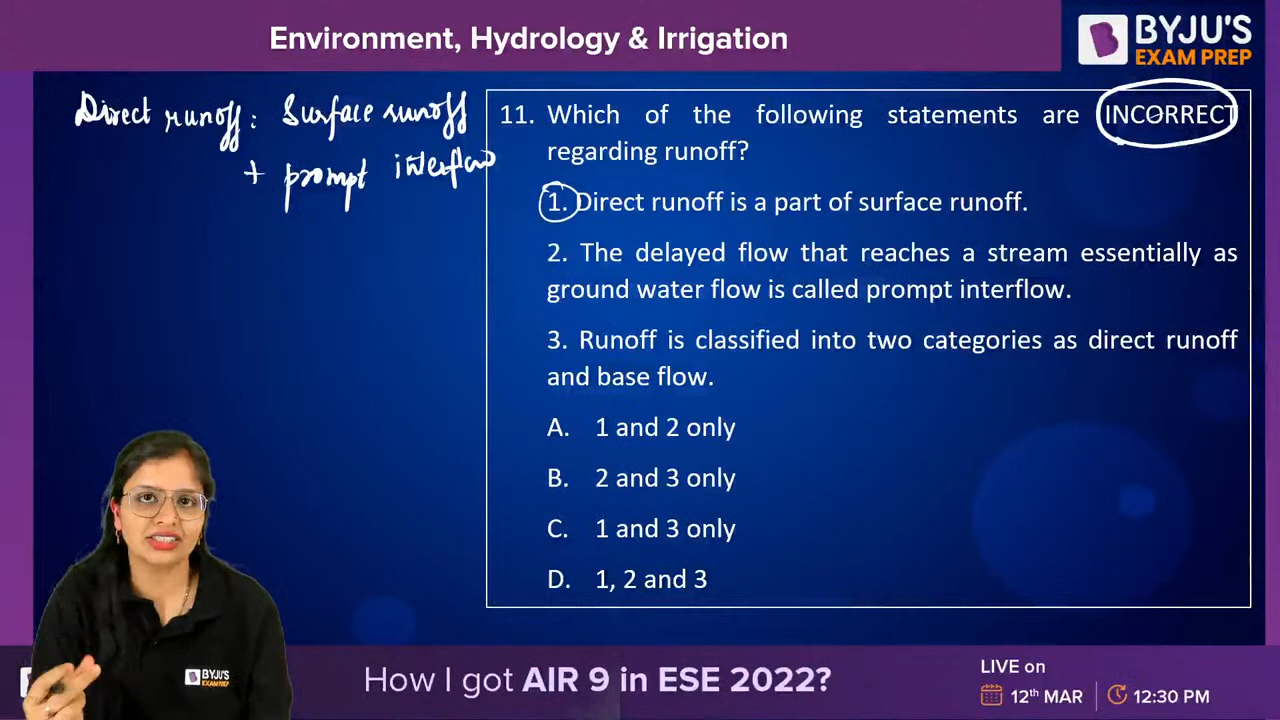 Environment, Hydrology & Irrigation
BYJU'S
EXAM PREP
Direct runoff: Surface runoff
+ prompt interflow
11. Which of the following statements are INCORRECT
regarding runoff?
1. Direct runoff is a part of surface runoff.
2. The delayed flow that reaches a stream essentially as
ground water flow is called prompt interflow.
3. Runoff is classified into two categories as direct runoff
and base flow.
A. 1 and 2 only
B. 2 and 3 only
C. 1 and 3 only
D. 1, 2 and 3
BYJU'S
EXAM PREP
How I got AIR 9 in ESE 2022?
LIVE on
12th MAR
12:30 PM